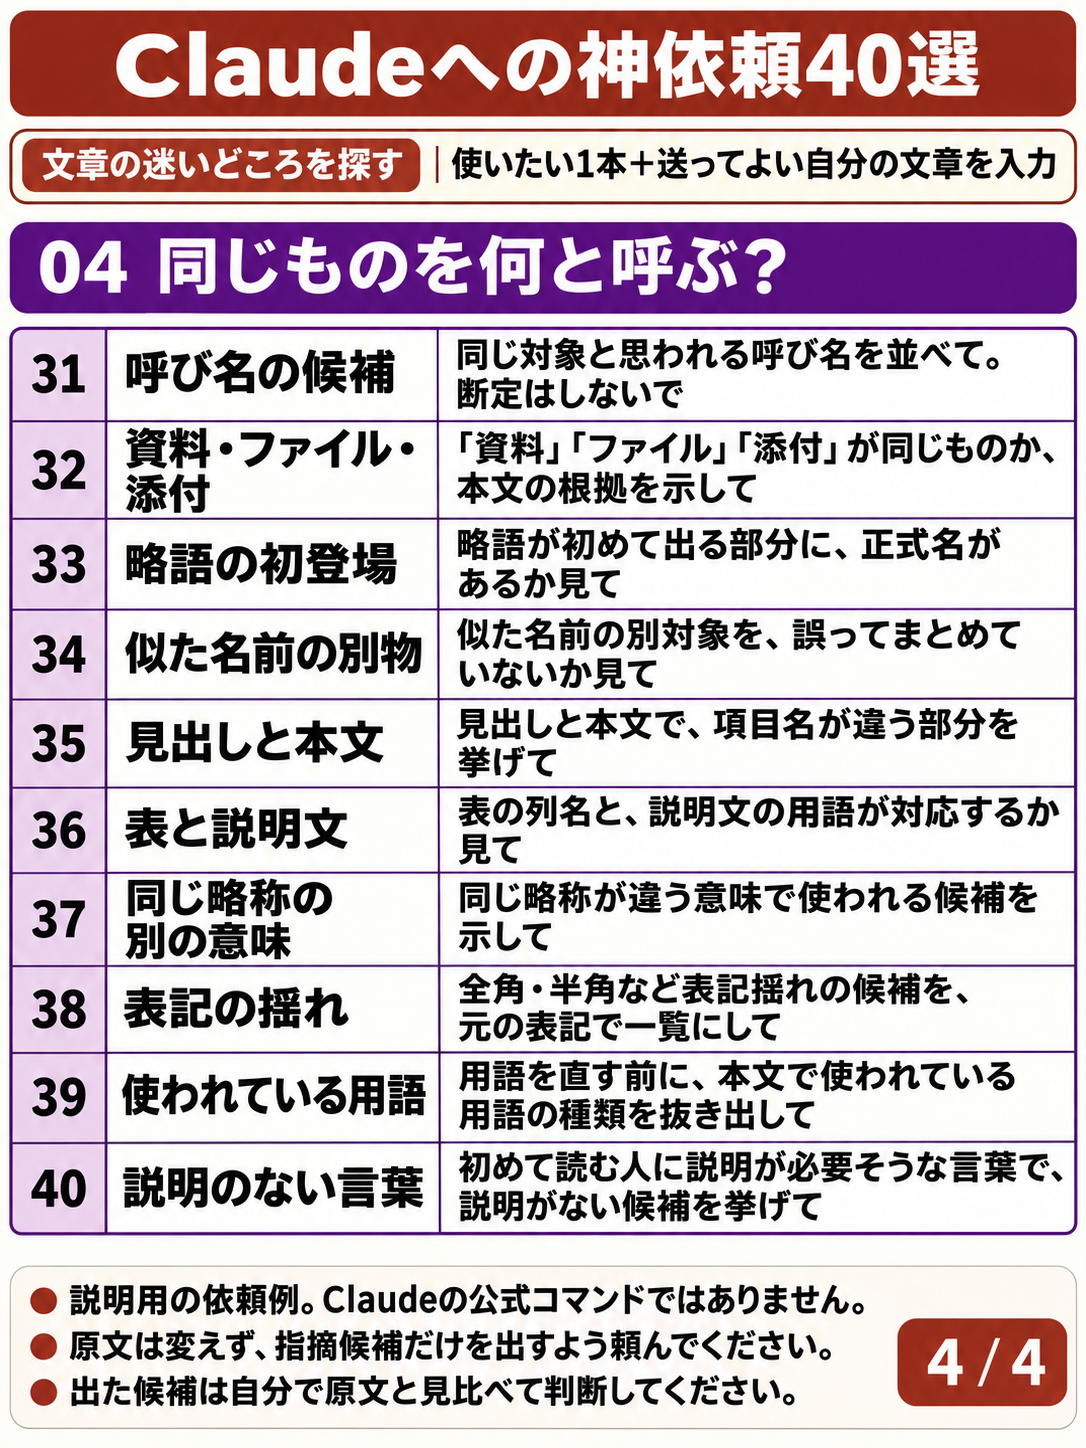 Claudeへの神依頼40選
文章の迷いどころを探す
使いたい1本＋送ってよい自分の文章を入力
04 同じものを何と呼ぶ？
31
呼び名の候補
同じ対象と思われる呼び名を並べて。
断定はしないで
32
資料・ファイル・
添付
「資料」「ファイル」「添付」が同じものか、
本文の根拠を示して
33
略語の初登場
略語が初めて出る部分に、正式名が
あるか見て
34
似た名前の別物
似た名前の別対象を、誤ってまとめて
いないか見て
35
見出しと本文
見出しと本文で、項目名が違う部分を
挙げて
36
表と説明文
表の列名と、説明文の用語が対応するか
見て
37
同じ略称の
別の意味
同じ略称が違う意味で使われる候補を
示して
38
表記の揺れ
全角・半角など表記揺れの候補を、
元の表記で一覧にして
39
使われている用語
用語を直す前に、本文で使われている
用語の種類を抜き出して
40
説明のない言葉
初めて読む人に説明が必要そうな言葉で、
説明がない候補を挙げて
● 説明用の依頼例。Claudeの公式コマンドではありません。
● 原文は変えず、指摘候補だけを出すよう頼んでください。
● 出た候補は自分で原文と見比べて判断してください。
4 / 4